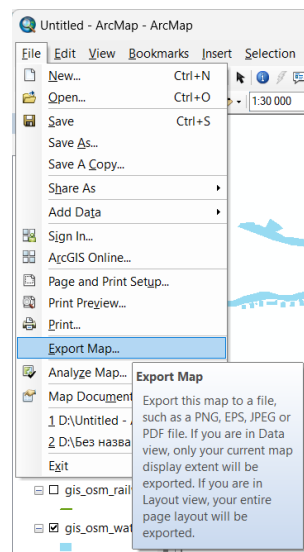 Untitled - ArcMap - ArcMap
File Edit View Bookmarks Insert Selection
New... Ctrl+N
Open... Ctrl+O
1:30 000
Save Ctrl+S
Save As...
Save A Copy...
Share As
Add Data
Sign In...
ArcGIS Online...
Page and Print Setup...
Print Preview...
Print...
Export Map...
Analyze Map...
Map Document
1 D:\Untitled -
2 D:\Без назва
Exit
Export Map
Export this map to a file,
such as a PNG, EPS, JPEG or
PDF file. If you are in Data
view, only your current map
display extent will be
exported. If you are in
Layout view, your entire
page layout will be
exported.
gis_osm_rail
gis_osm_wat